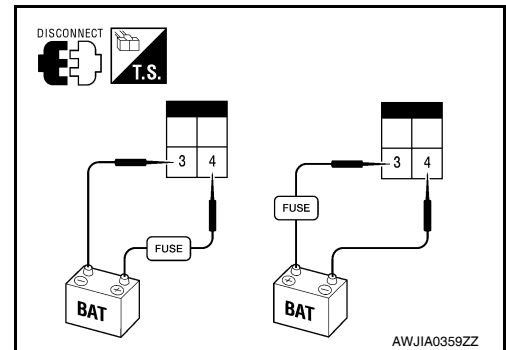 DISCONNECT
T.S.
3 4
3 4
FUSE
FUSE
− +
BAT
− +
BAT
AWJIA0359ZZ